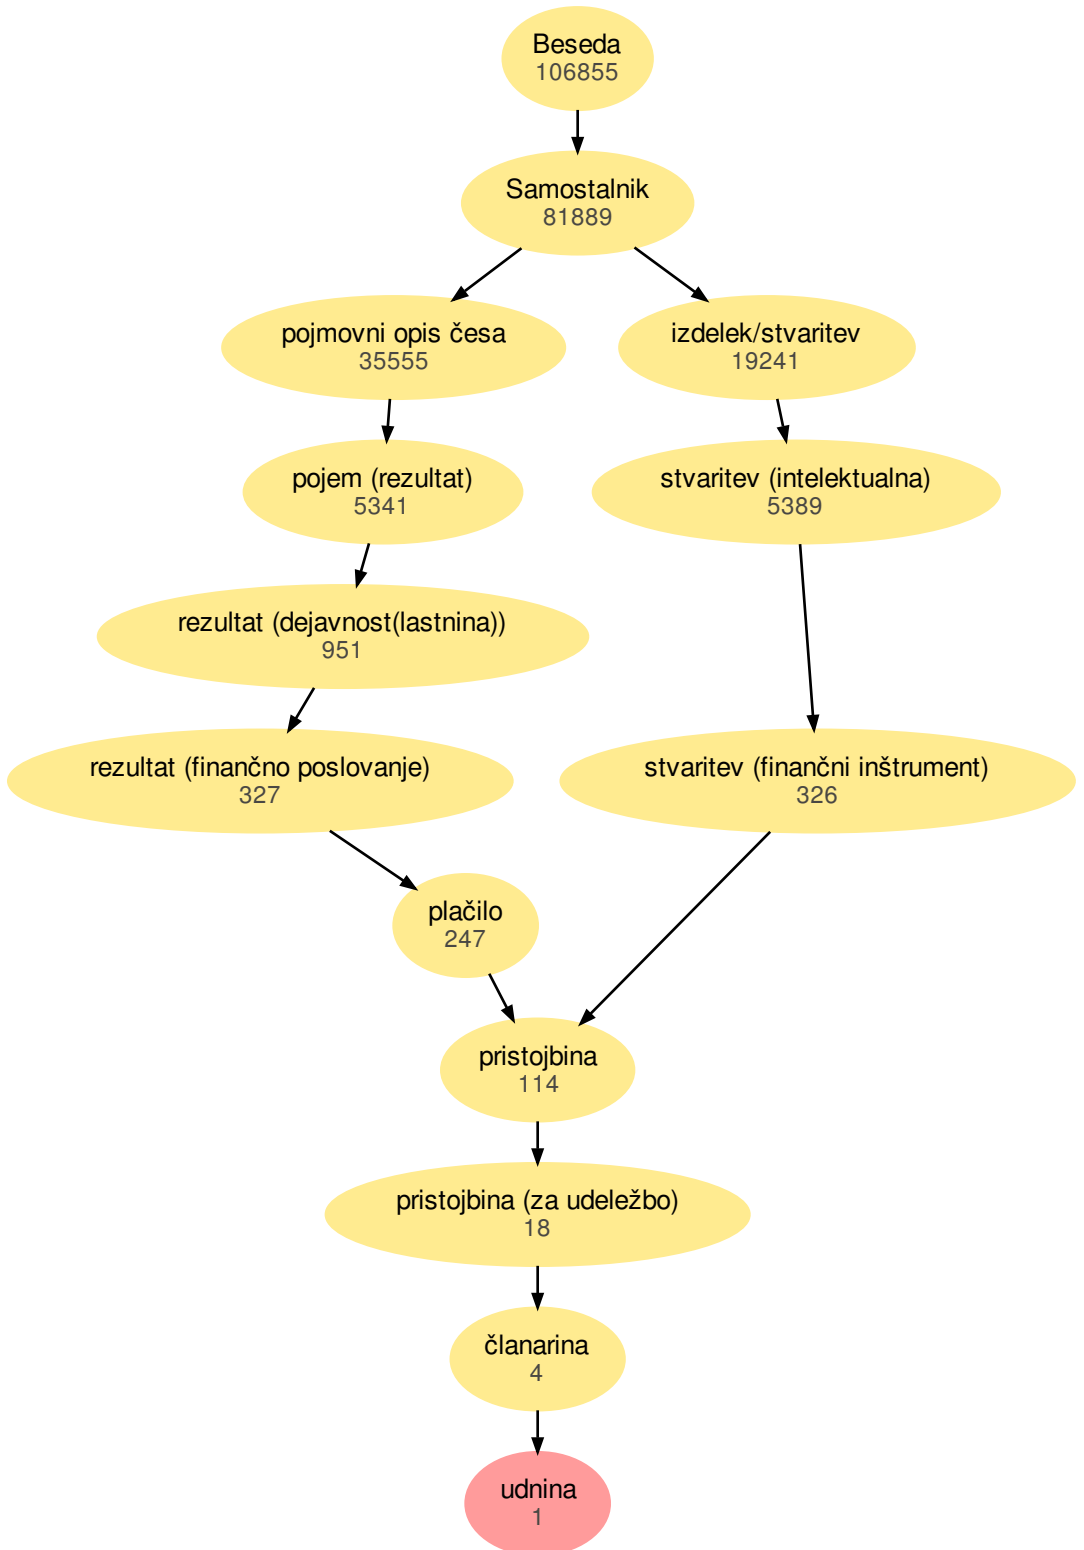 Beseda
106855
Samostalnik
81889
pojmovni opis česa
35555
izdelek/stvaritev
19241
pojem (rezultat)
5341
stvaritev (intelektualna)
5389
rezultat (dejavnost(lastnina))
951
rezultat (finančno poslovanje)
327
stvaritev (finančni inštrument)
326
plačilo
247
pristojbina
114
pristojbina (za udeležbo)
18
članarina
4
udnina
1